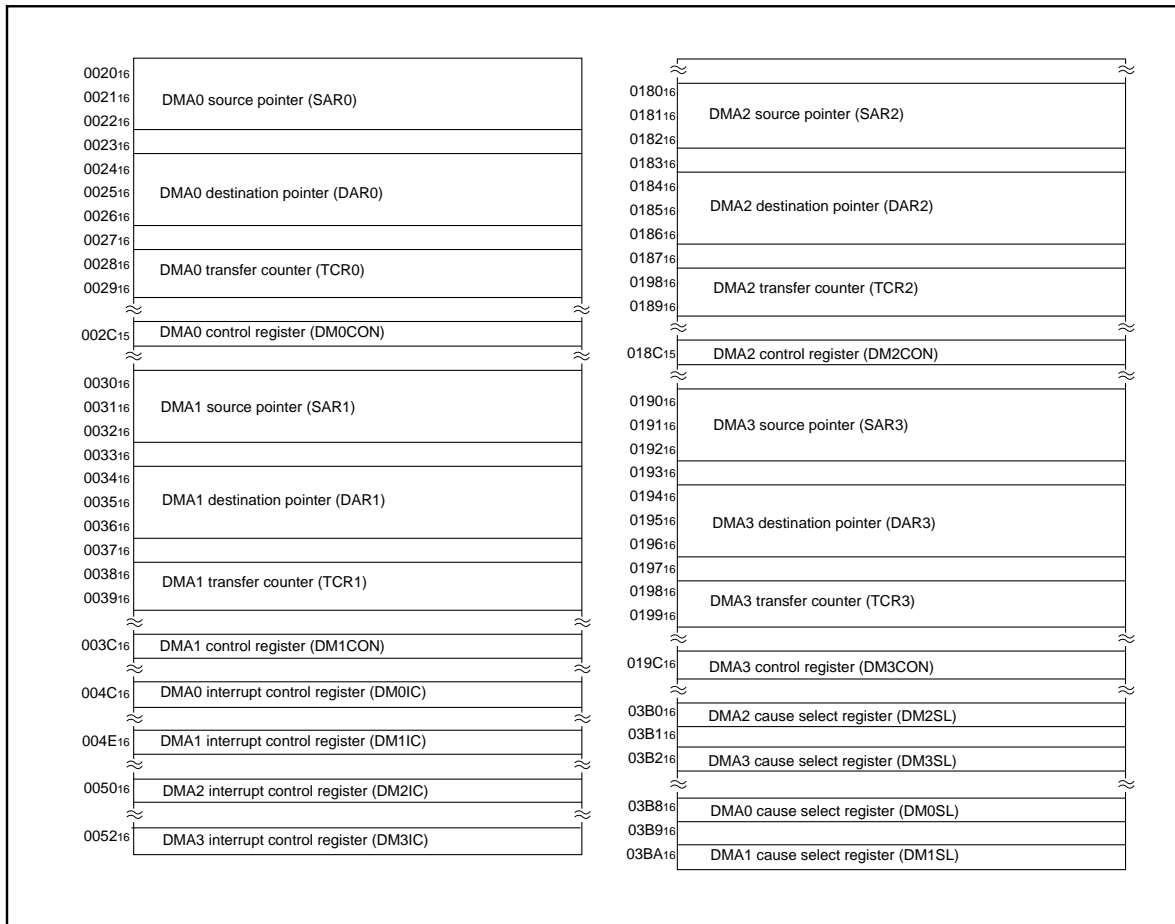 002016
002116 DMA0 source pointer (SAR0)
002216
002316
002416
002516 DMA0 destination pointer (DAR0)
002616
002716
002816 DMA0 transfer counter (TCR0)
002916
002C15 DMA0 control register (DM0CON)
003016
003116 DMA1 source pointer (SAR1)
003216
003316
003416
003516 DMA1 destination pointer (DAR1)
003616
003716
003816 DMA1 transfer counter (TCR1)
003916
003C16 DMA1 control register (DM1CON)
004C16 DMA0 interrupt control register (DM0IC)
004E16 DMA1 interrupt control register (DM1IC)
005016 DMA2 interrupt control register (DM2IC)
005216 DMA3 interrupt control register (DM3IC)
018016
018116 DMA2 source pointer (SAR2)
018216
018316
018416
018516 DMA2 destination pointer (DAR2)
018616
018716
019816 DMA2 transfer counter (TCR2)
018916
018C15 DMA2 control register (DM2CON)
019016
019116 DMA3 source pointer (SAR3)
019216
019316
019416
019516 DMA3 destination pointer (DAR3)
019616
019716
019816 DMA3 transfer counter (TCR3)
019916
019C16 DMA3 control register (DM3CON)
03B016 DMA2 cause select register (DM2SL)
03B116
03B216 DMA3 cause select register (DM3SL)
03B816 DMA0 cause select register (DM0SL)
03B916
03BA16 DMA1 cause select register (DM1SL)